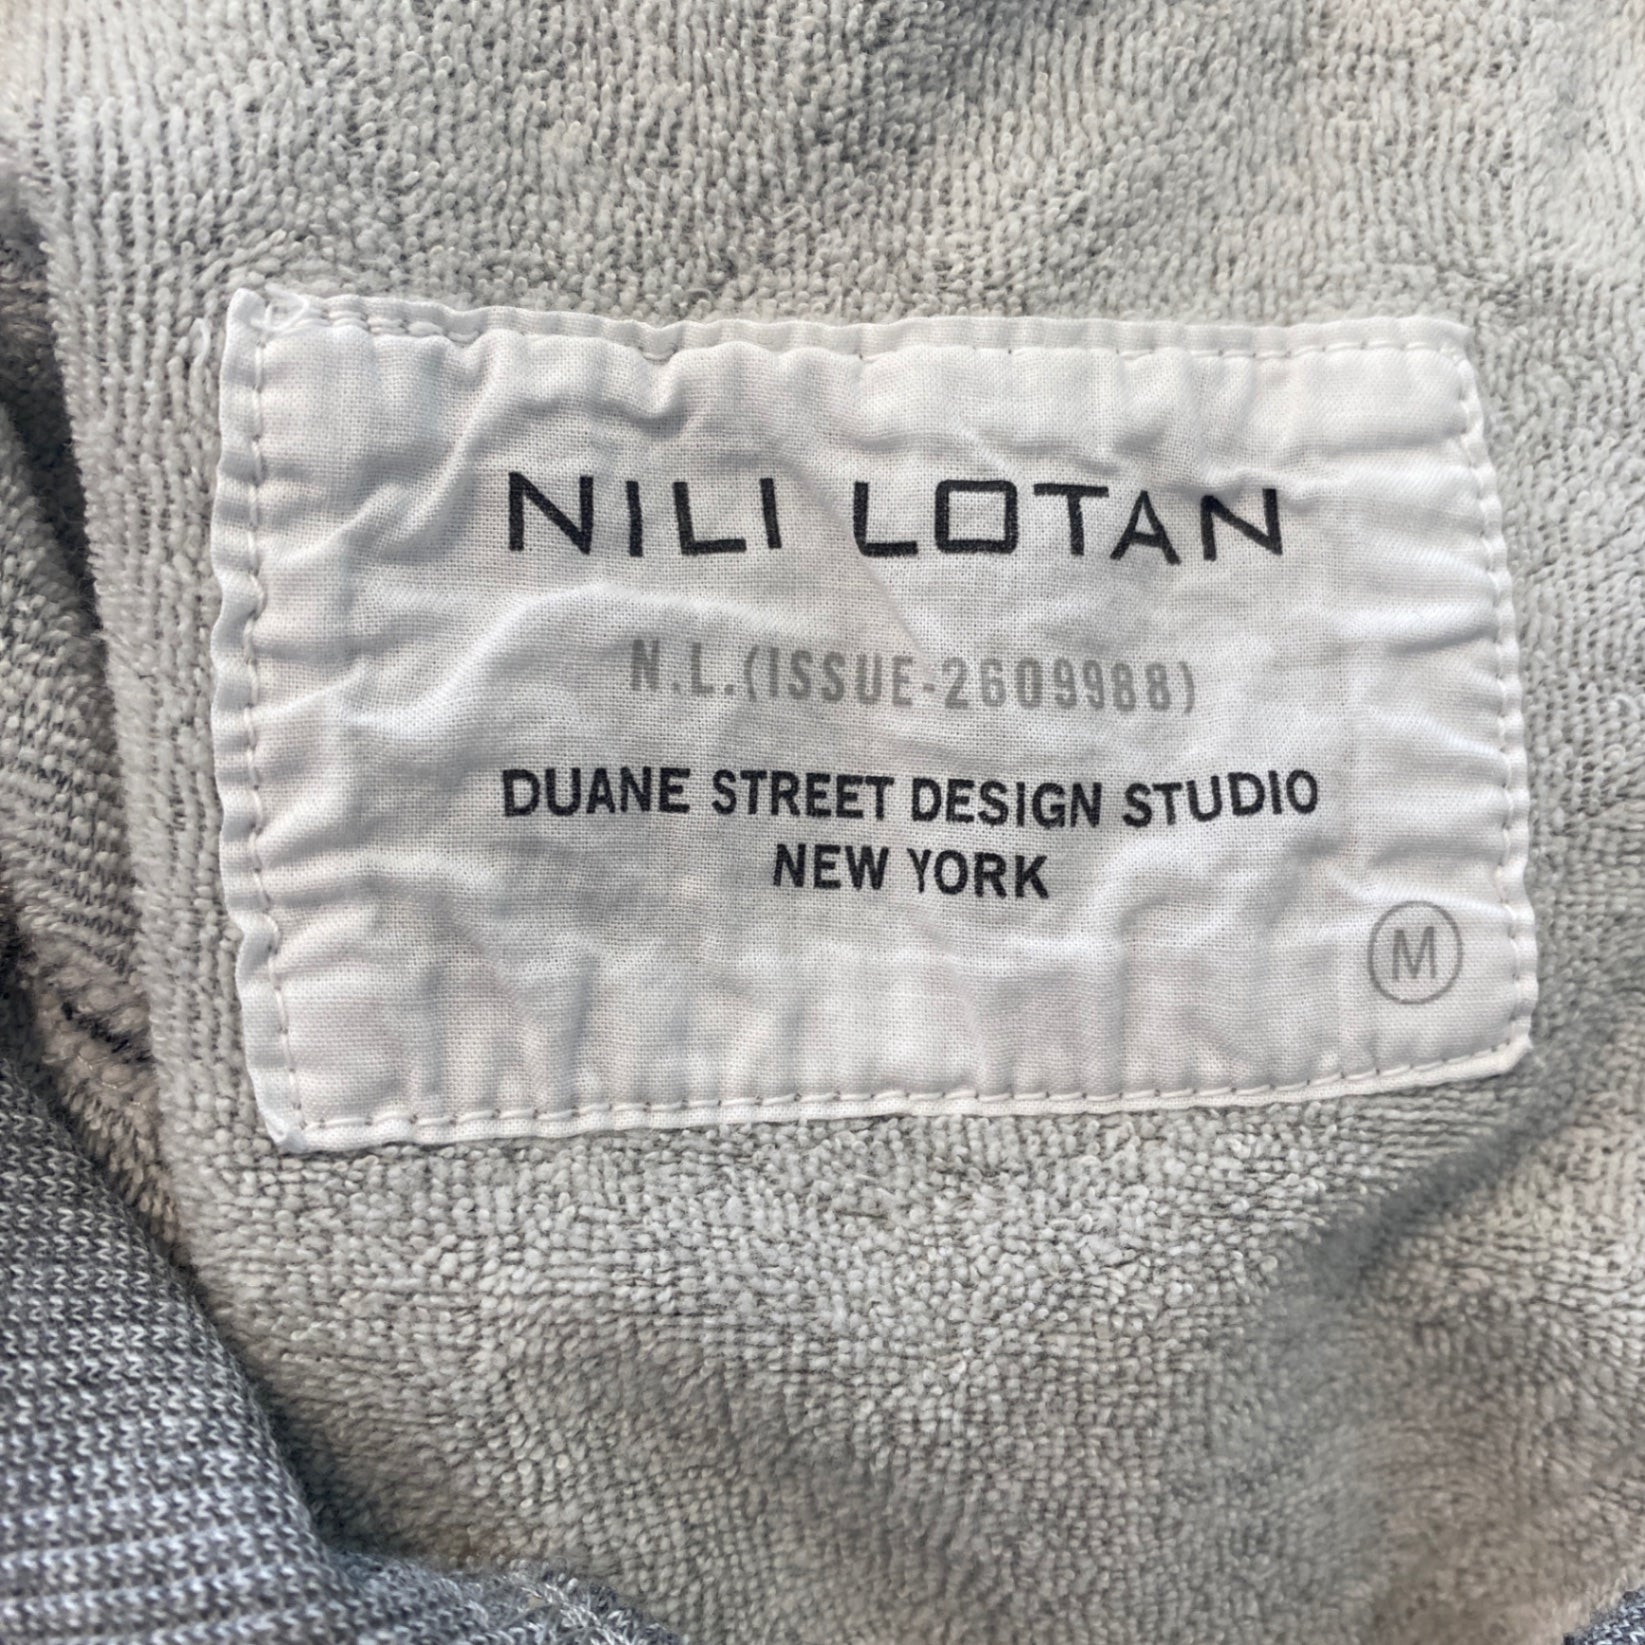 NILI LOTAN
N.L.(ISSUE-2609988)
DUANE STREET DESIGN STUDIO
NEW YORK
M